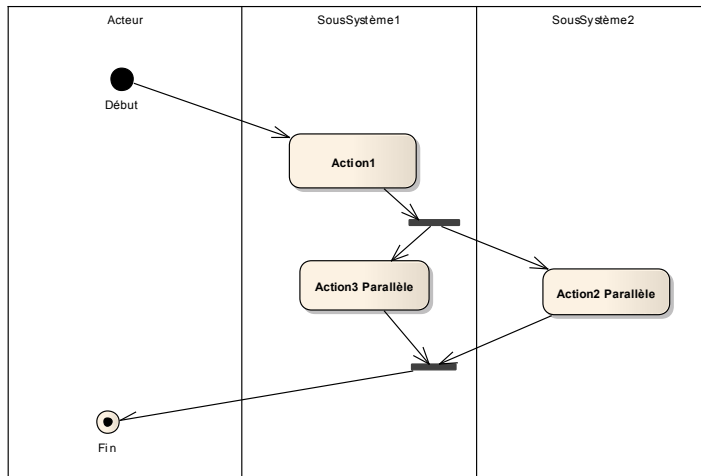 Acteur
SousSystème1
SousSystème2
Début
Action1
Action3 Parallèle
Action2 Parallèle
Fin